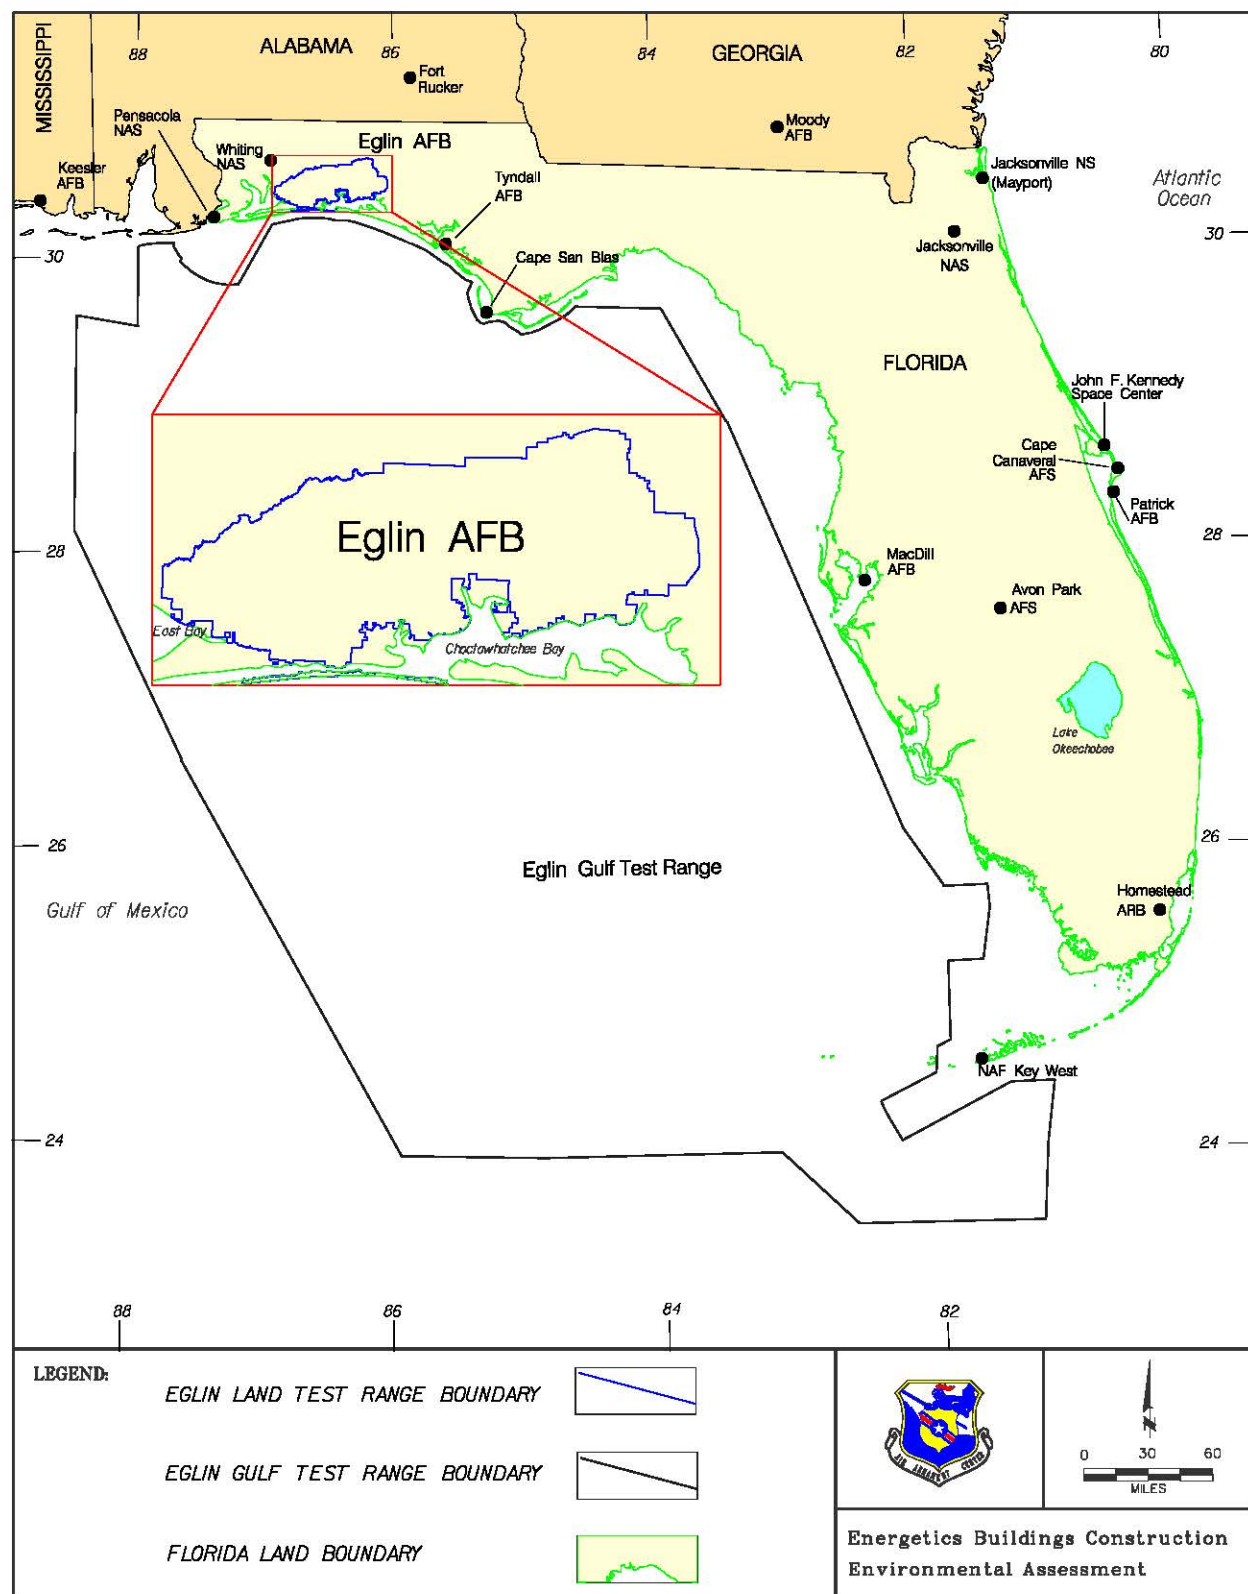 88
ALABAMA
86
84
GEORGIA
82
80
MISSISSIPPI
Fort
Rucker
Pensacola
NAS
Whiting
NAS
Eglin AFB
Moody
AFB
Keesler
AFB
Tyndall
AFB
Jacksonville NS
(Mayport)
Atlantic
Ocean
30
Jacksonville
NAS
30
Cape San Blas
FLORIDA
John F. Kennedy
Space Center
Cape
Canaveral
AFS
Patrick
AFB
Eglin AFB
28
28
MacDill
AFB
Avon Park
AFS
East Bay
Choctawhatchee Bay
Lake
Okeechobee
26
26
Eglin Gulf Test Range
Gulf of Mexico
Homestead
ARB
NAF Key West
24
24
88
86
84
82
LEGEND:
EGLIN LAND TEST RANGE BOUNDARY
EGLIN GULF TEST RANGE BOUNDARY
FLORIDA LAND BOUNDARY
AIR ARMAMENT CENTER
N
0 30 60
MILES
Energetics Buildings Construction
Environmental Assessment